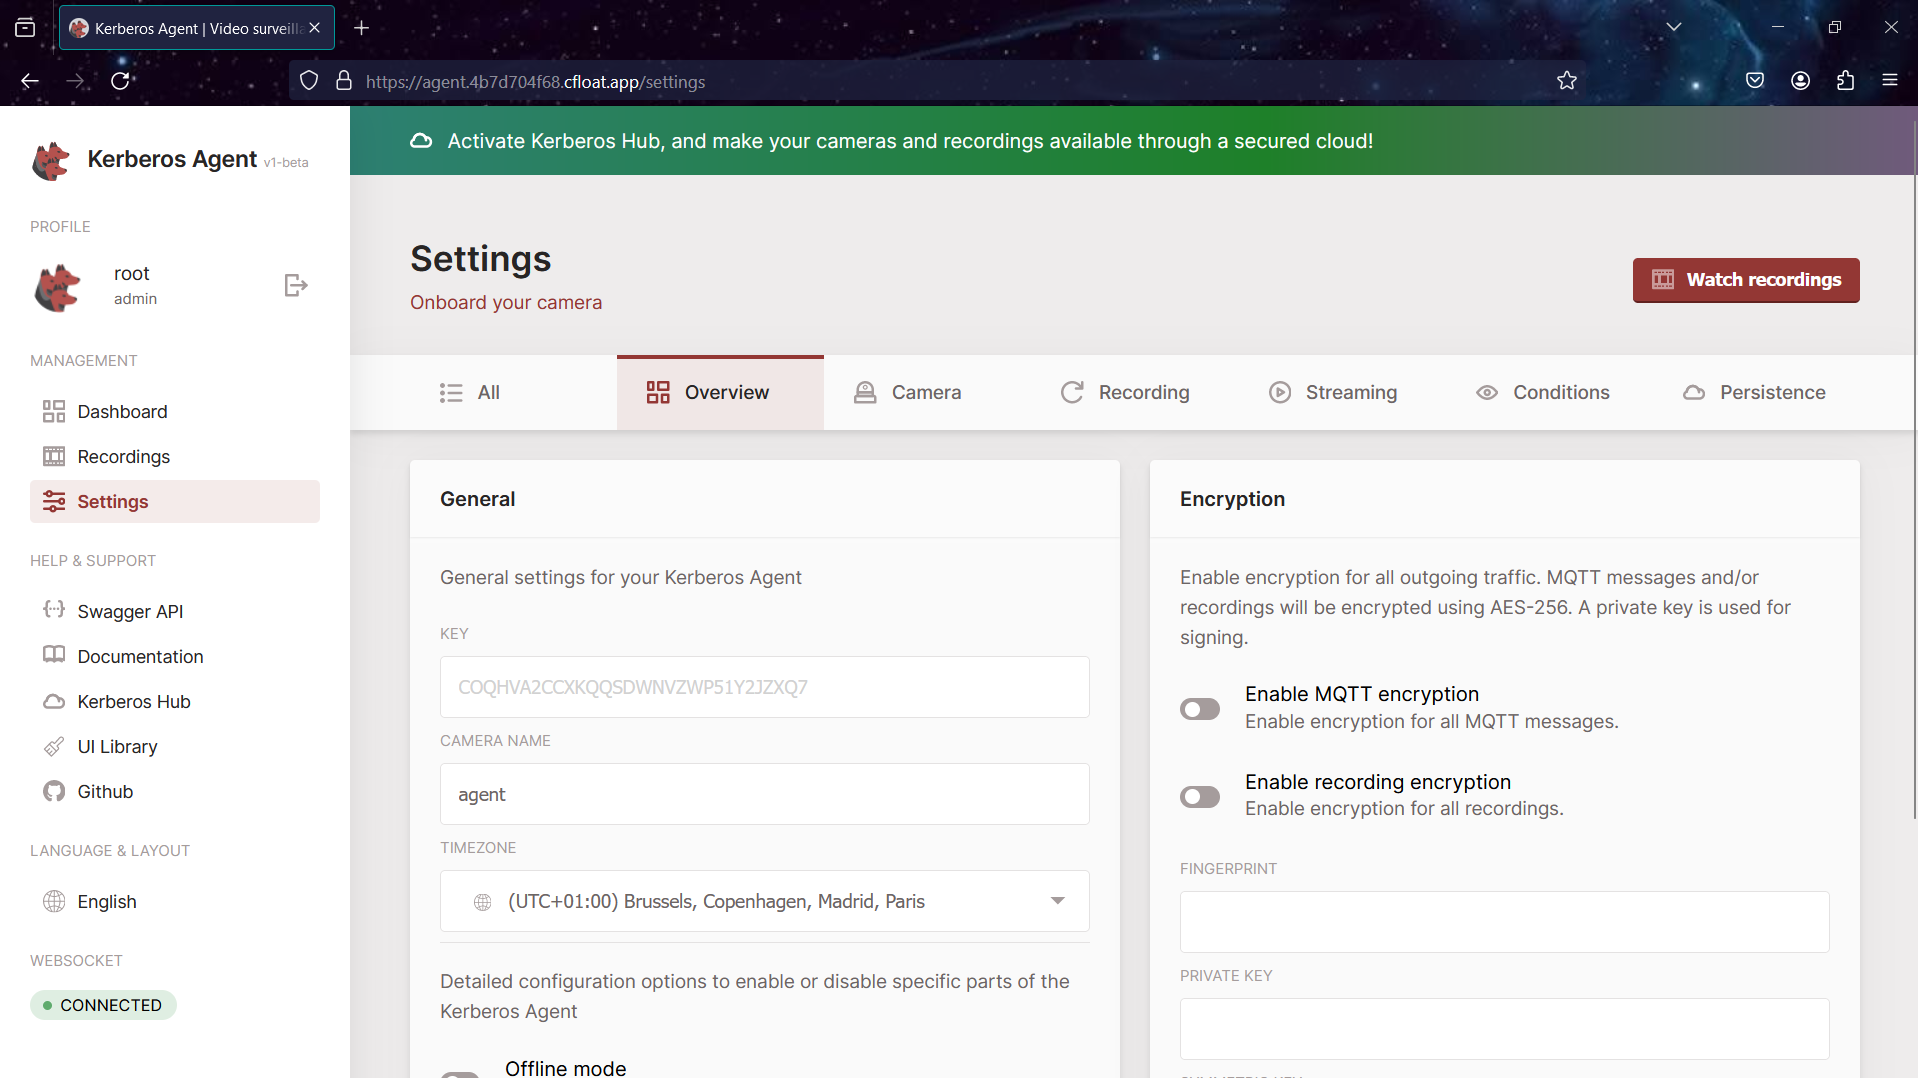 Kerberos Agent | Video surveilla
https://agent.4b7d704f68.cfloat.app/settings
Kerberos Agent v1-beta
PROFILE
root
admin
MANAGEMENT
Dashboard
Recordings
Settings
HELP & SUPPORT
Swagger API
Documentation
Kerberos Hub
UI Library
Github
LANGUAGE & LAYOUT
English
WEBSOCKET
CONNECTED
Activate Kerberos Hub, and make your cameras and recordings available through a secured cloud!
Settings
Onboard your camera
Watch recordings
All
Overview
Camera
Recording
Streaming
Conditions
Persistence
General
General settings for your Kerberos Agent
KEY
COQHVA2CCXKQQSDWNVZWP51Y2JZXQ7
CAMERA NAME
agent
TIMEZONE
(UTC+01:00) Brussels, Copenhagen, Madrid, Paris
Detailed configuration options to enable or disable specific parts of the
Kerberos Agent
Offline mode
Encryption
Enable encryption for all outgoing traffic. MQTT messages and/or
recordings will be encrypted using AES-256. A private key is used for
signing.
Enable MQTT encryption
Enable encryption for all MQTT messages.
Enable recording encryption
Enable encryption for all recordings.
FINGERPRINT
PRIVATE KEY